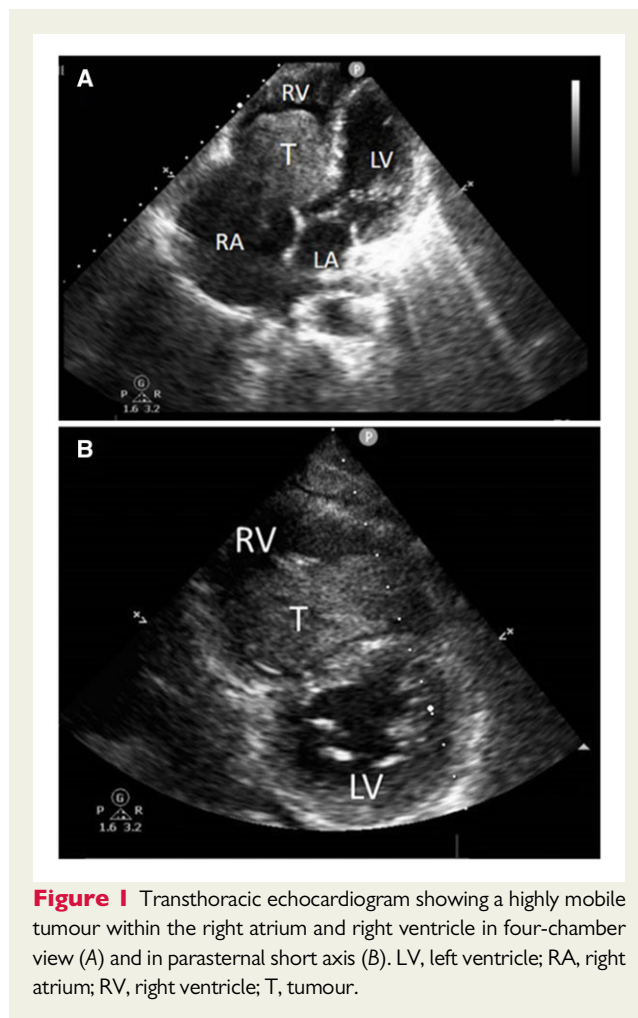 A
P
RV
T
LV
RA
LA
G
P R
1.6 3.2
B
P
RV
T
LV
G
P R
1.6 3.2
Figure 1 Transthoracic echocardiogram showing a highly mobile
tumour within the right atrium and right ventricle in four-chamber
view (A) and in parasternal short axis (B). LV, left ventricle; RA, right
atrium; RV, right ventricle; T, tumour.